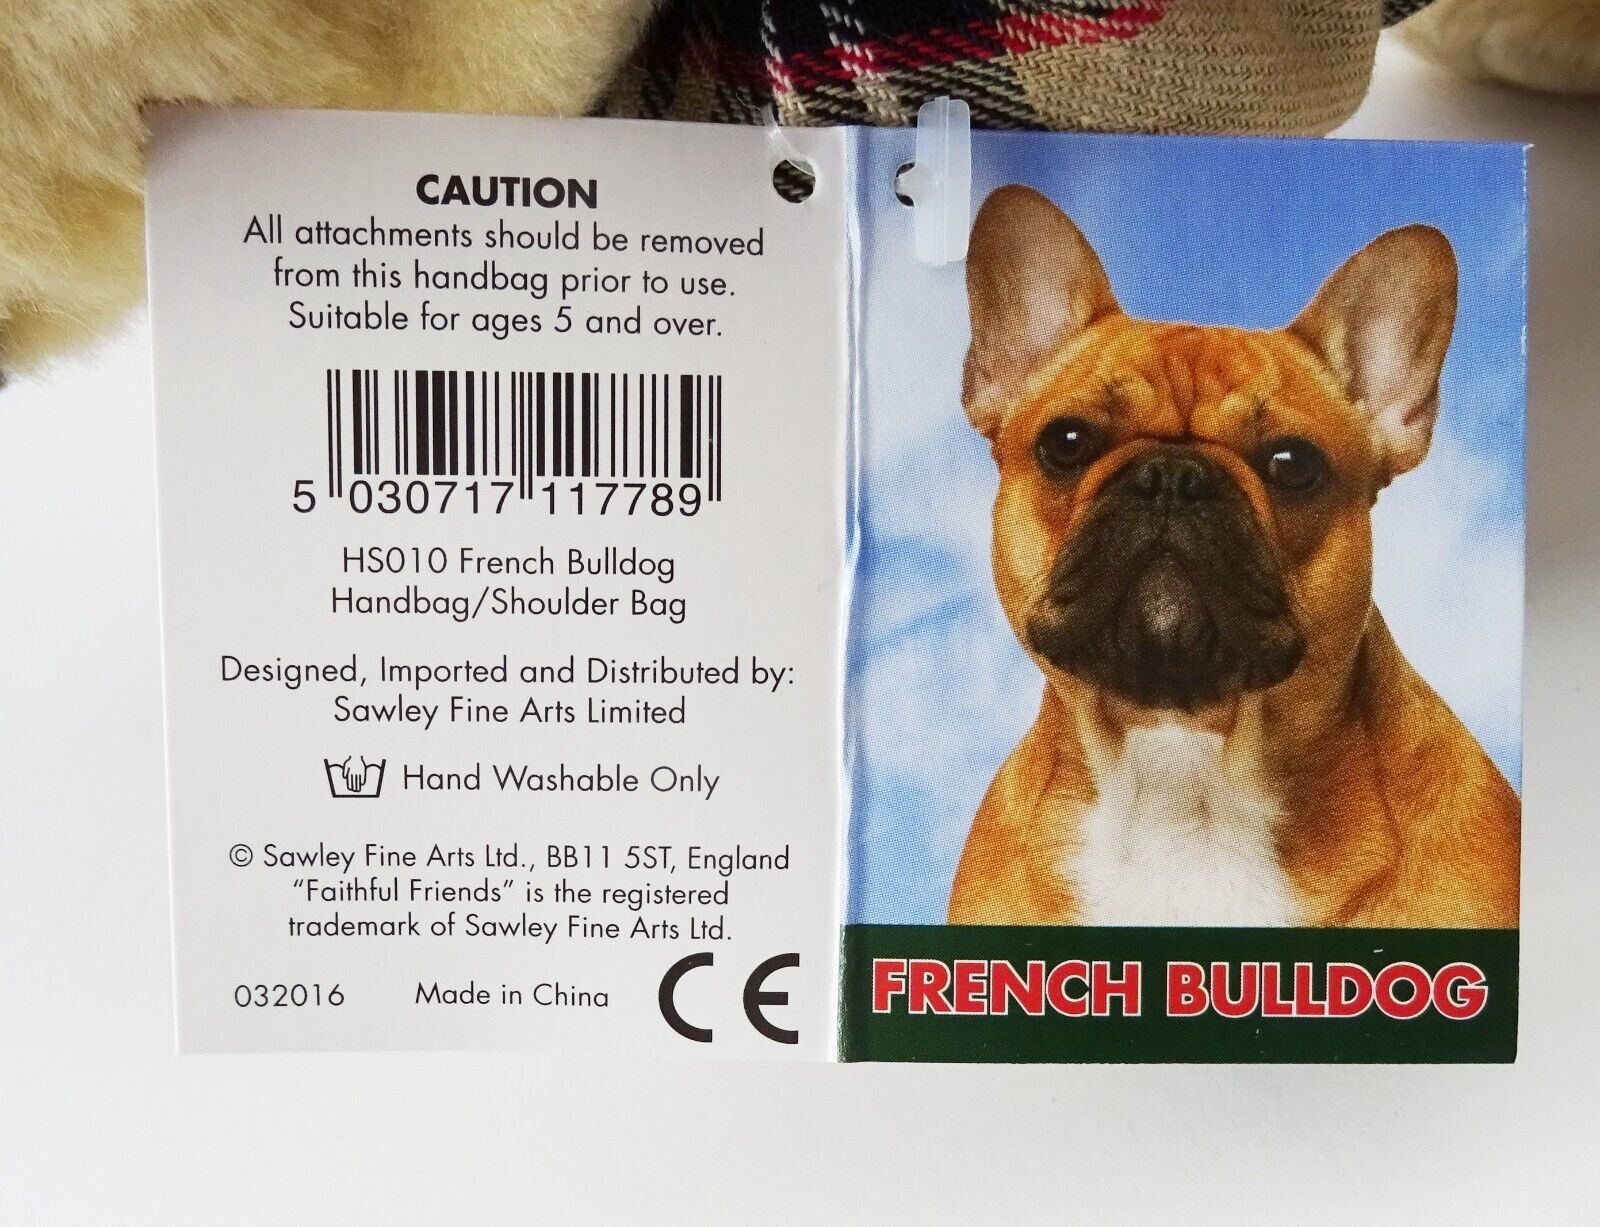 CAUTION
All attachments should be removed
from this handbag prior to use.
Suitable for ages 5 and over.
5 030717 117789
HS010 French Bulldog
Handbag/Shoulder Bag
Designed, Imported and Distributed by:
Sawley Fine Arts Limited
Hand Washable Only
© Sawley Fine Arts Ltd., BB11 5ST, England
“Faithful Friends” is the registered
trademark of Sawley Fine Arts Ltd.
032016 Made in China CE
FRENCH BULLDOG